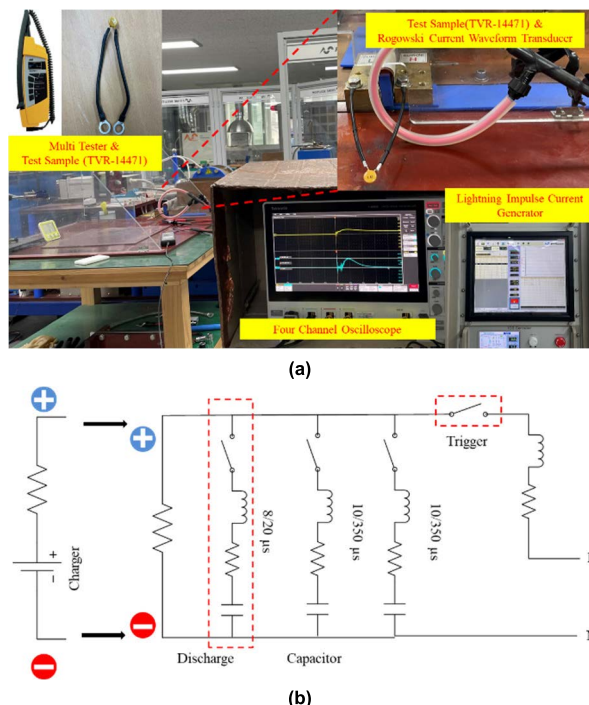 Test Sample(TVR-14471) &
Rogowski Current Waveform Transducer
Multi Tester &
Test Sample (TVR-14471)
Lightning Impulse Current
Generator
Four Channel Oscilloscope
(a)
Trigger
8/20 µs
10/350 µs
10/350 µs
+
−
Charger
Discharge
Capacitor
(b)